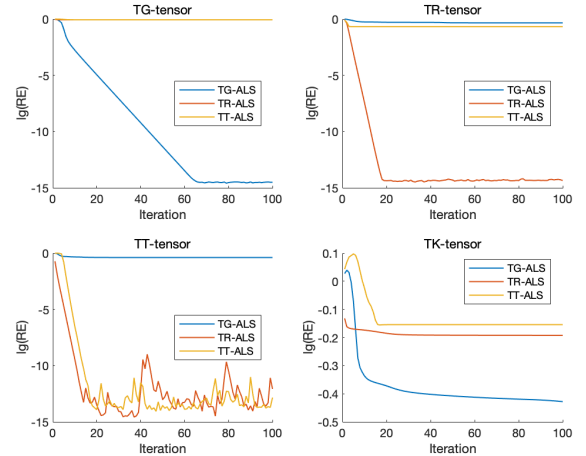 TG-tensor
0
-5
-10
-15
lg(RE)
TG-ALS
TR-ALS
TT-ALS
0 20 40 60 80 100
Iteration
TR-tensor
0
-5
-10
-15
lg(RE)
TG-ALS
TR-ALS
TT-ALS
0 20 40 60 80 100
Iteration
TT-tensor
0
-5
-10
-15
lg(RE)
TG-ALS
TR-ALS
TT-ALS
0 20 40 60 80 100
Iteration
TK-tensor
0.1
0
-0.1
-0.2
-0.3
-0.4
-0.5
lg(RE)
TG-ALS
TR-ALS
TT-ALS
0 20 40 60 80 100
Iteration